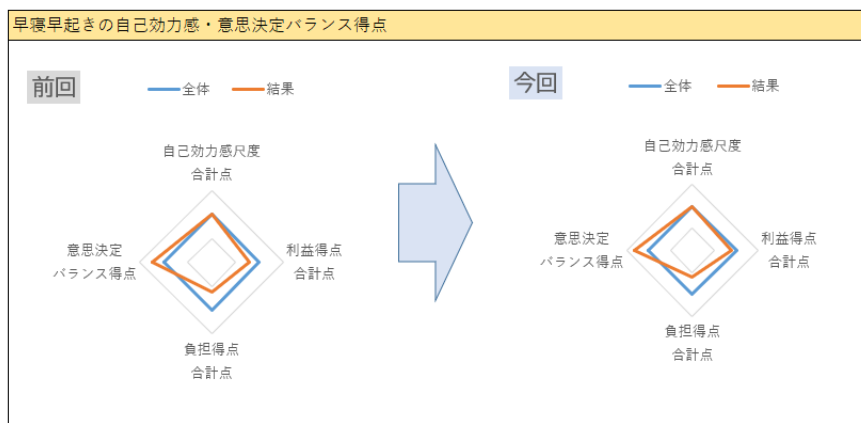 早寝早起きの自己効力感・意思決定バランス得点
前回
全体
結果
自己効力感尺度
合計点
意思決定
バランス得点
利益得点
合計点
負担得点
合計点
今回
全体
結果
自己効力感尺度
合計点
意思決定
バランス得点
利益得点
合計点
負担得点
合計点